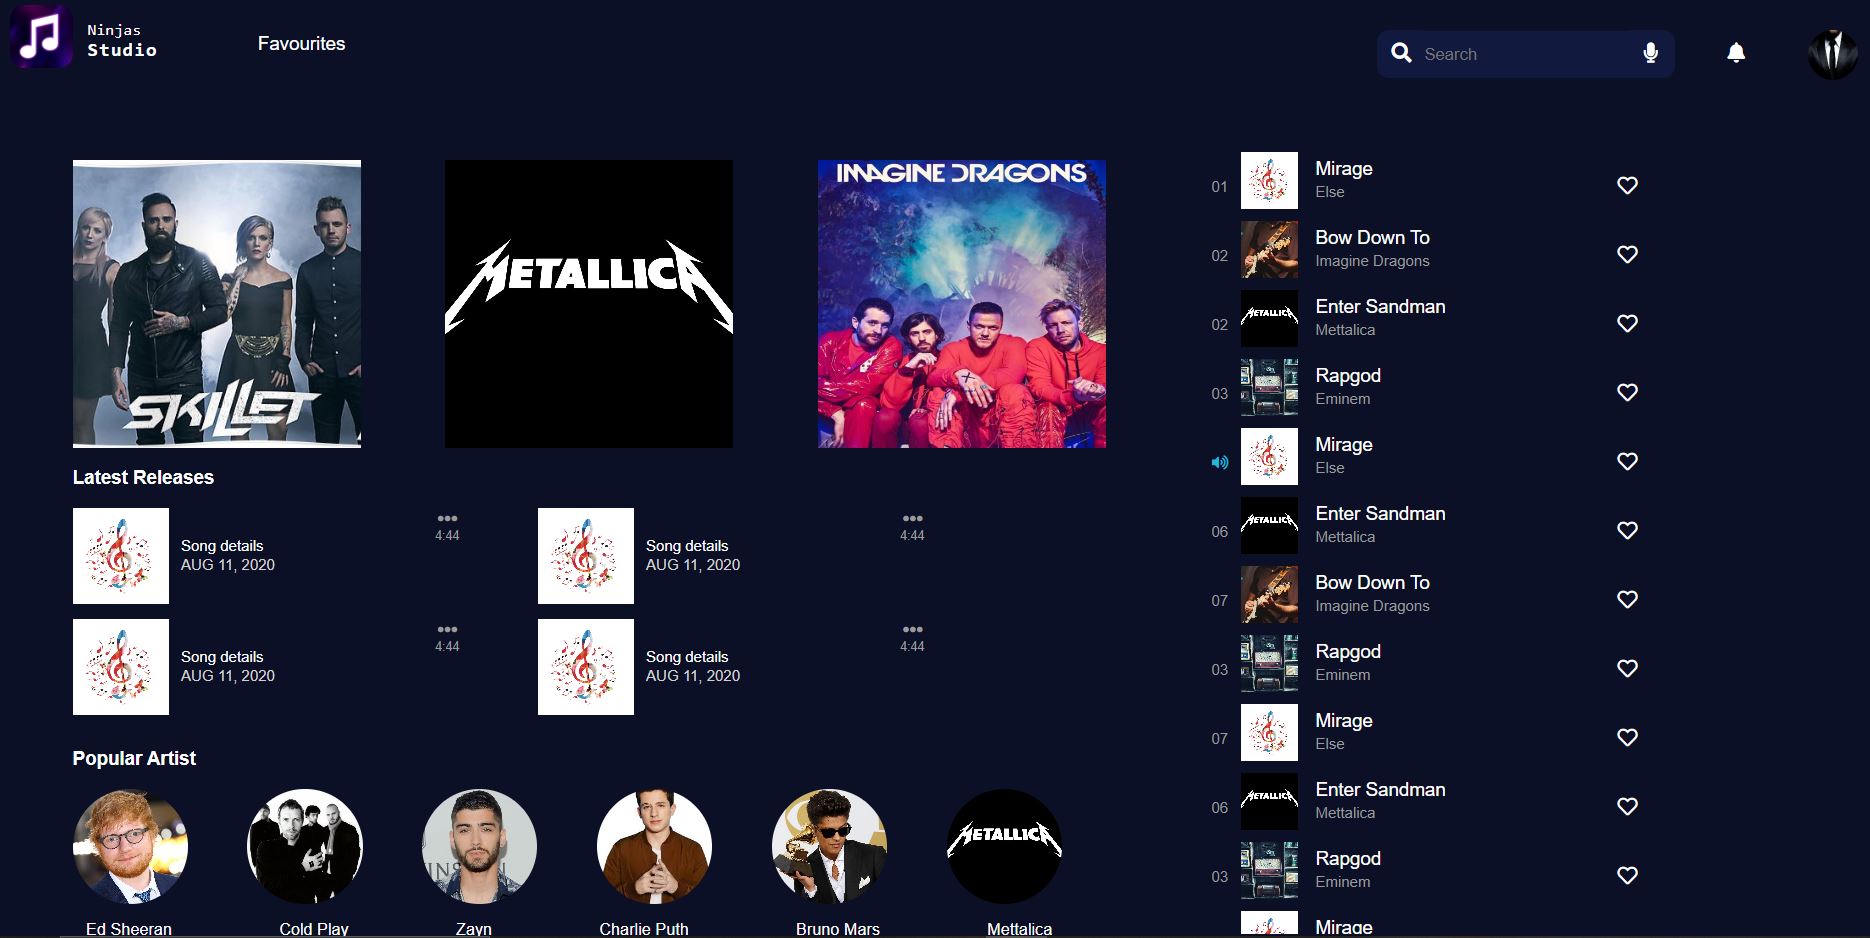 Ninjas
Studio
Favourites
Search
SKILLET
METALLICA
IMAGINE DRAGONS
Latest Releases
Song details
AUG 11, 2020
4:44
Song details
AUG 11, 2020
4:44
Song details
AUG 11, 2020
4:44
Song details
AUG 11, 2020
4:44
Popular Artist
METALLICA
Ed Sheeran
Cold Play
Zayn
Charlie Puth
Bruno Mars
Mettalica
01
Mirage
Else
02
Bow Down To
Imagine Dragons
02
METALLICA
Enter Sandman
Mettalica
03
Rapgod
Eminem
Mirage
Else
06
METALLICA
Enter Sandman
Mettalica
07
Bow Down To
Imagine Dragons
03
Rapgod
Eminem
07
Mirage
Else
06
METALLICA
Enter Sandman
Mettalica
03
Rapgod
Eminem
Mirage